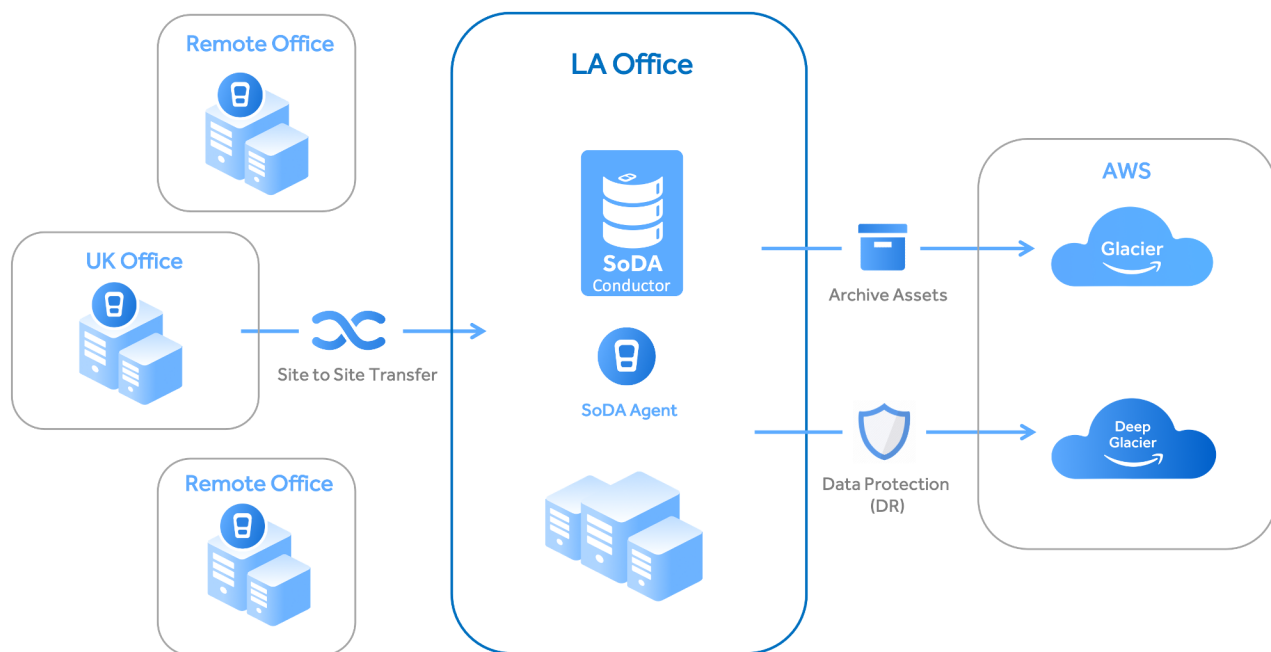 Remote Office
UK Office
Site to Site Transfer
Remote Office
LA Office
SoDA
Conductor
SoDA Agent
Archive Assets
Data Protection
(DR)
AWS
Glacier
Deep
Glacier